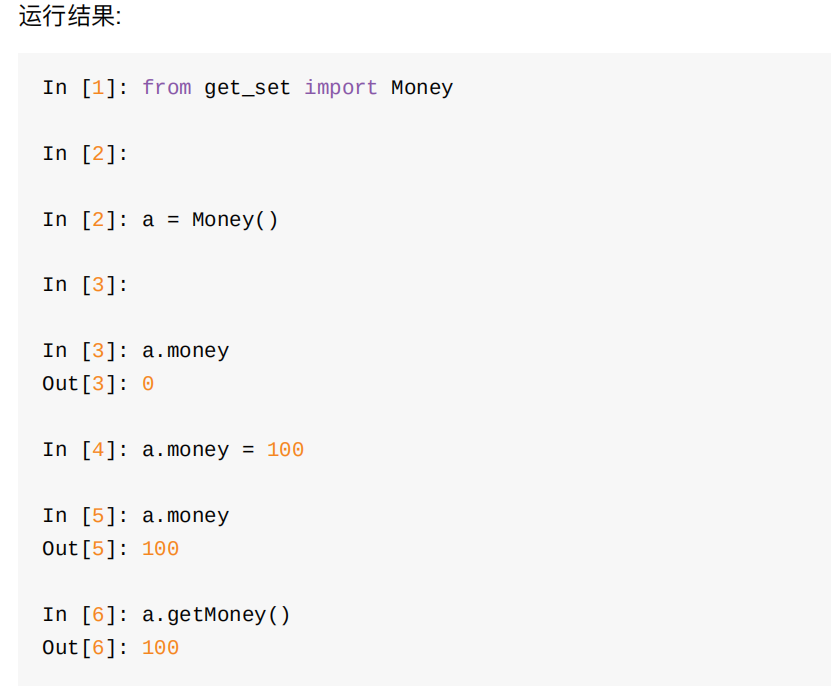 运行结果:
In [1]: from get_set import Money
In [2]:
In [2]: a = Money()
In [3]:
In [3]: a.money
Out[3]: 0
In [4]: a.money = 100
In [5]: a.money
Out[5]: 100
In [6]: a.getMoney()
Out[6]: 100